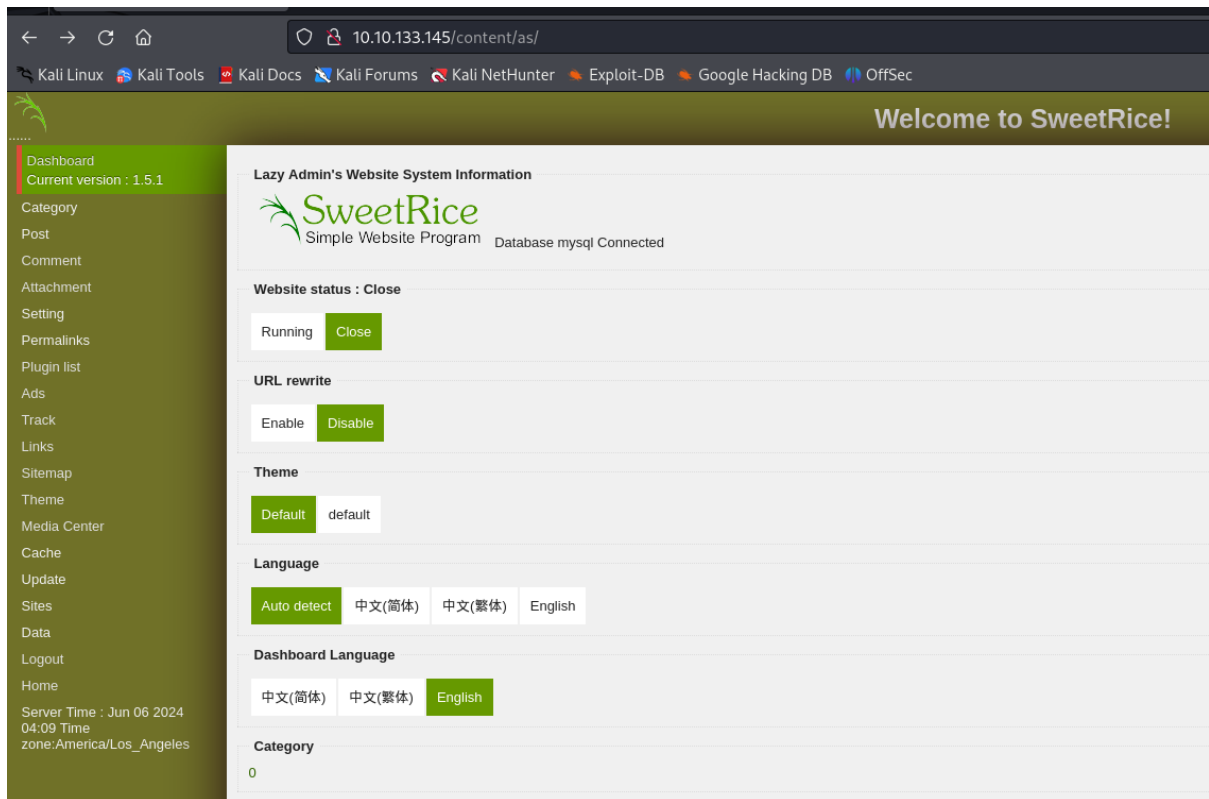 10.10.133.145/content/as/
Kali Linux Kali Tools Kali Docs Kali Forums Kali NetHunter Exploit-DB Google Hacking DB OffSec
......
Welcome to SweetRice!
Dashboard
Current version : 1.5.1
Category
Post
Comment
Attachment
Setting
Permalinks
Plugin list
Ads
Track
Links
Sitemap
Theme
Media Center
Cache
Update
Sites
Data
Logout
Home
Server Time : Jun 06 2024
04:09 Time
zone:America/Los_Angeles
Lazy Admin's Website System Information
SweetRice
Simple Website Program Database mysql Connected
Website status : Close
Running Close
URL rewrite
Enable Disable
Theme
Default default
Language
Auto detect 中文(简体) 中文(繁体) English
Dashboard Language
中文(简体) 中文(繁体) English
Category
0